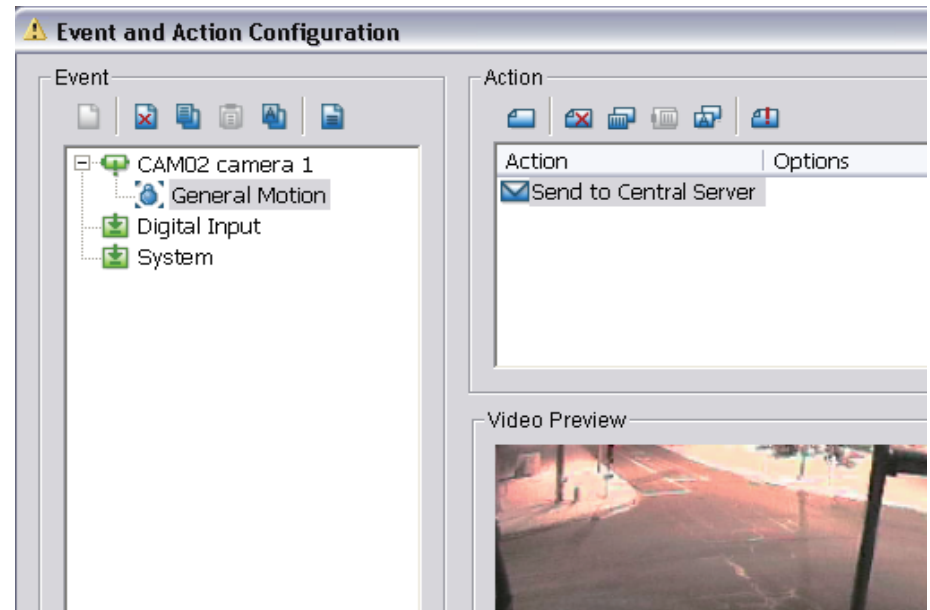 Event and Action Configuration
Event
CAM02 camera 1
General Motion
Digital Input
System
Action
Action Options
Send to Central Server
Video Preview